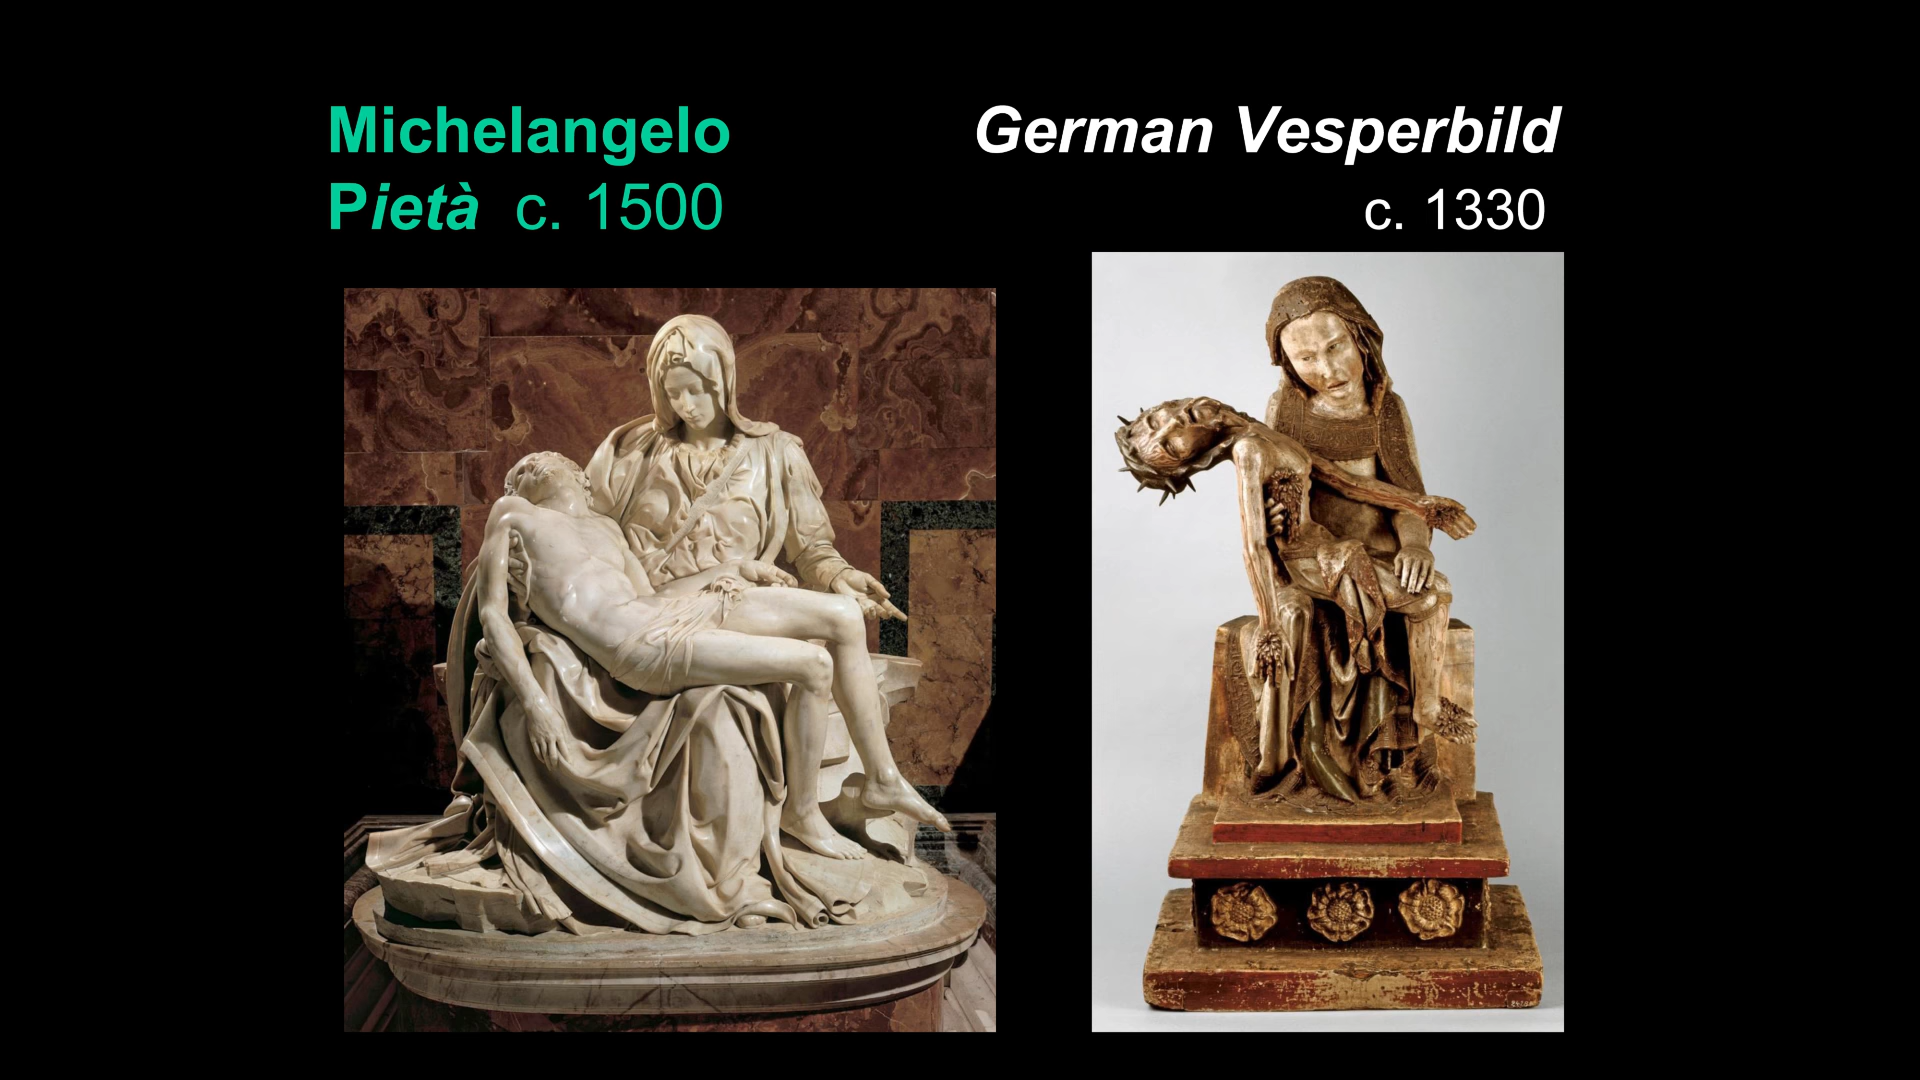 Michelangelo
Pietà c. 1500
German Vesperbild
c. 1330